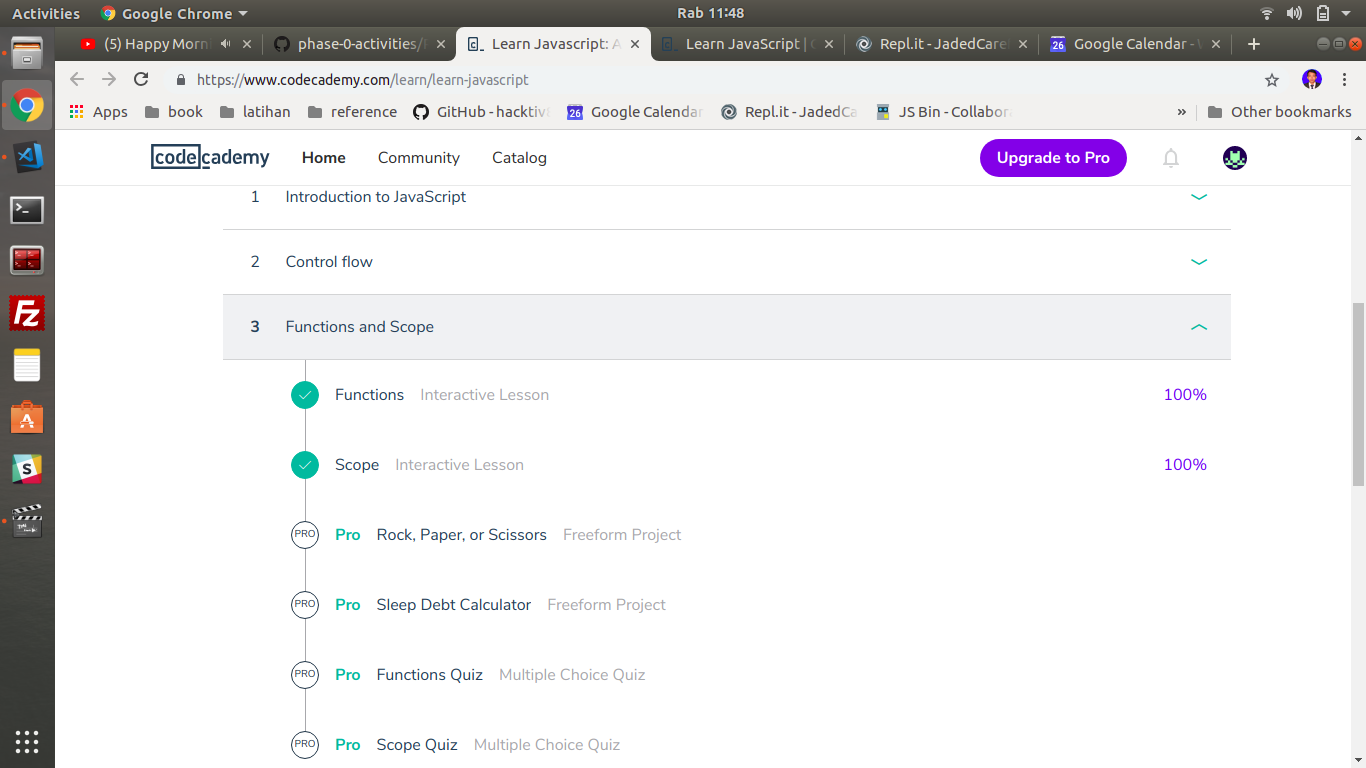 Activities Google Chrome Rab 11:48
(5) Happy Morn phase-0-activities/ Learn Javascript: A Learn JavaScript | Repl.it - JadedCare Google Calendar -
https://www.codecademy.com/learn/learn-javascript
Apps book latihan reference GitHub - hacktiv Google Calendar Repl.it - JadedCa JS Bin - Collabor » Other bookmarks
codecademy Home Community Catalog Upgrade to Pro
1 Introduction to JavaScript
2 Control flow
3 Functions and Scope
Functions Interactive Lesson 100%
Scope Interactive Lesson 100%
PRO Pro Rock, Paper, or Scissors Freeform Project
PRO Pro Sleep Debt Calculator Freeform Project
PRO Pro Functions Quiz Multiple Choice Quiz
PRO Pro Scope Quiz Multiple Choice Quiz